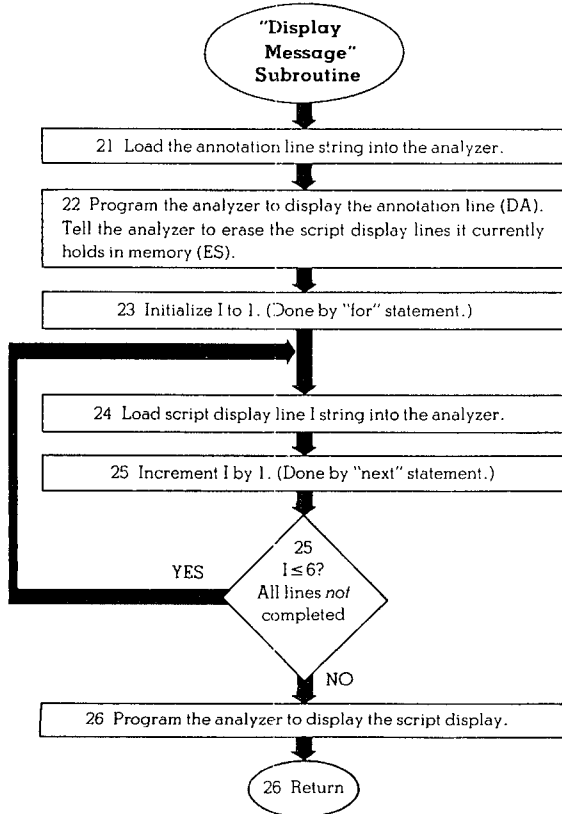 "Display
Message"
Subroutine
21 Load the annotation line string into the analyzer.
22 Program the analyzer to display the annotation line (DA).
Tell the analyzer to erase the script display lines it currently
holds in memory (ES).
23 Initialize I to 1. (Done by "for" statement.)
24 Load script display line I string into the analyzer.
25 Increment I by 1. (Done by "next" statement.)
25
I ≤ 6?
All lines not
completed
YES
NO
26 Program the analyzer to display the script display.
26 Return